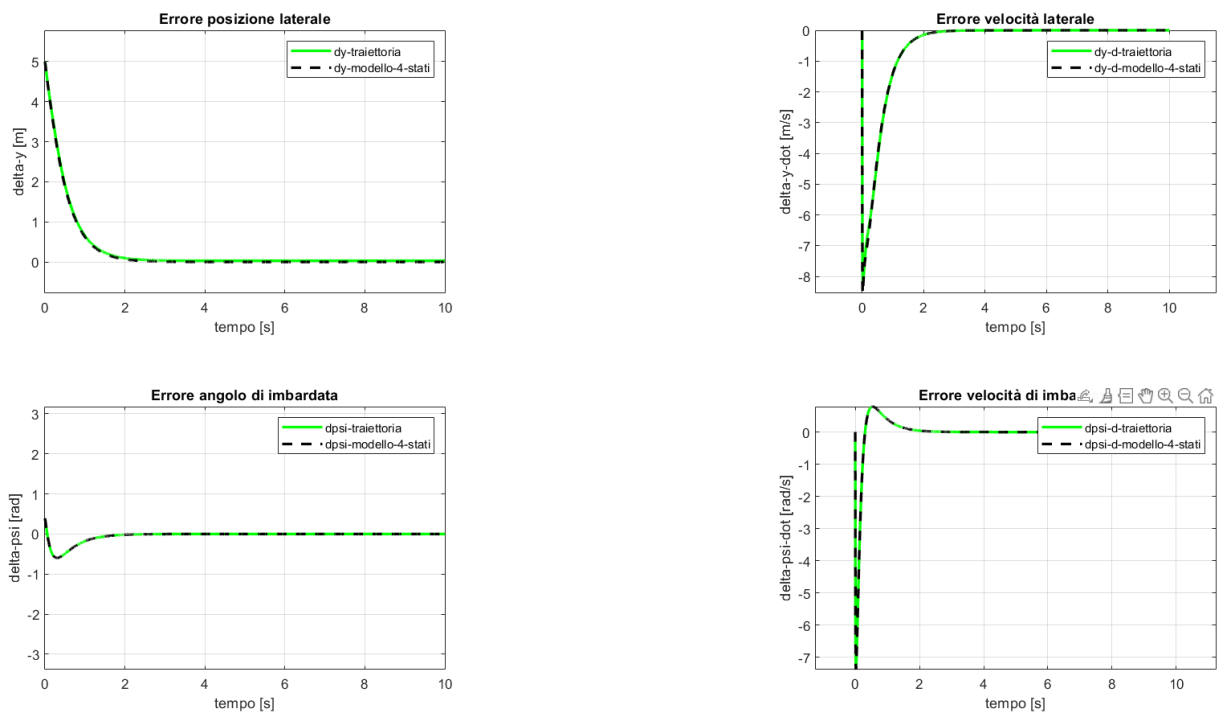 Errore posizione laterale
dy-traiettoria
dy-modello-4-stati
delta-y [m]
5
4
3
2
1
0
0 2 4 6 8 10
tempo [s]
Errore velocità laterale
dy-d-traiettoria
dy-d-modello-4-stati
delta-y-dot [m/s]
0
-1
-2
-3
-4
-5
-6
-7
-8
0 2 4 6 8 10
tempo [s]
Errore angolo di imbardata
dpsi-traiettoria
dpsi-modello-4-stati
delta-psi [rad]
3
2
1
0
-1
-2
-3
0 2 4 6 8 10
tempo [s]
Errore velocità di imba
dpsi-d-traiettoria
dpsi-d-modello-4-stati
delta-psi-dot [rad/s]
0
-1
-2
-3
-4
-5
-6
-7
0 2 4 6 8 10
tempo [s]